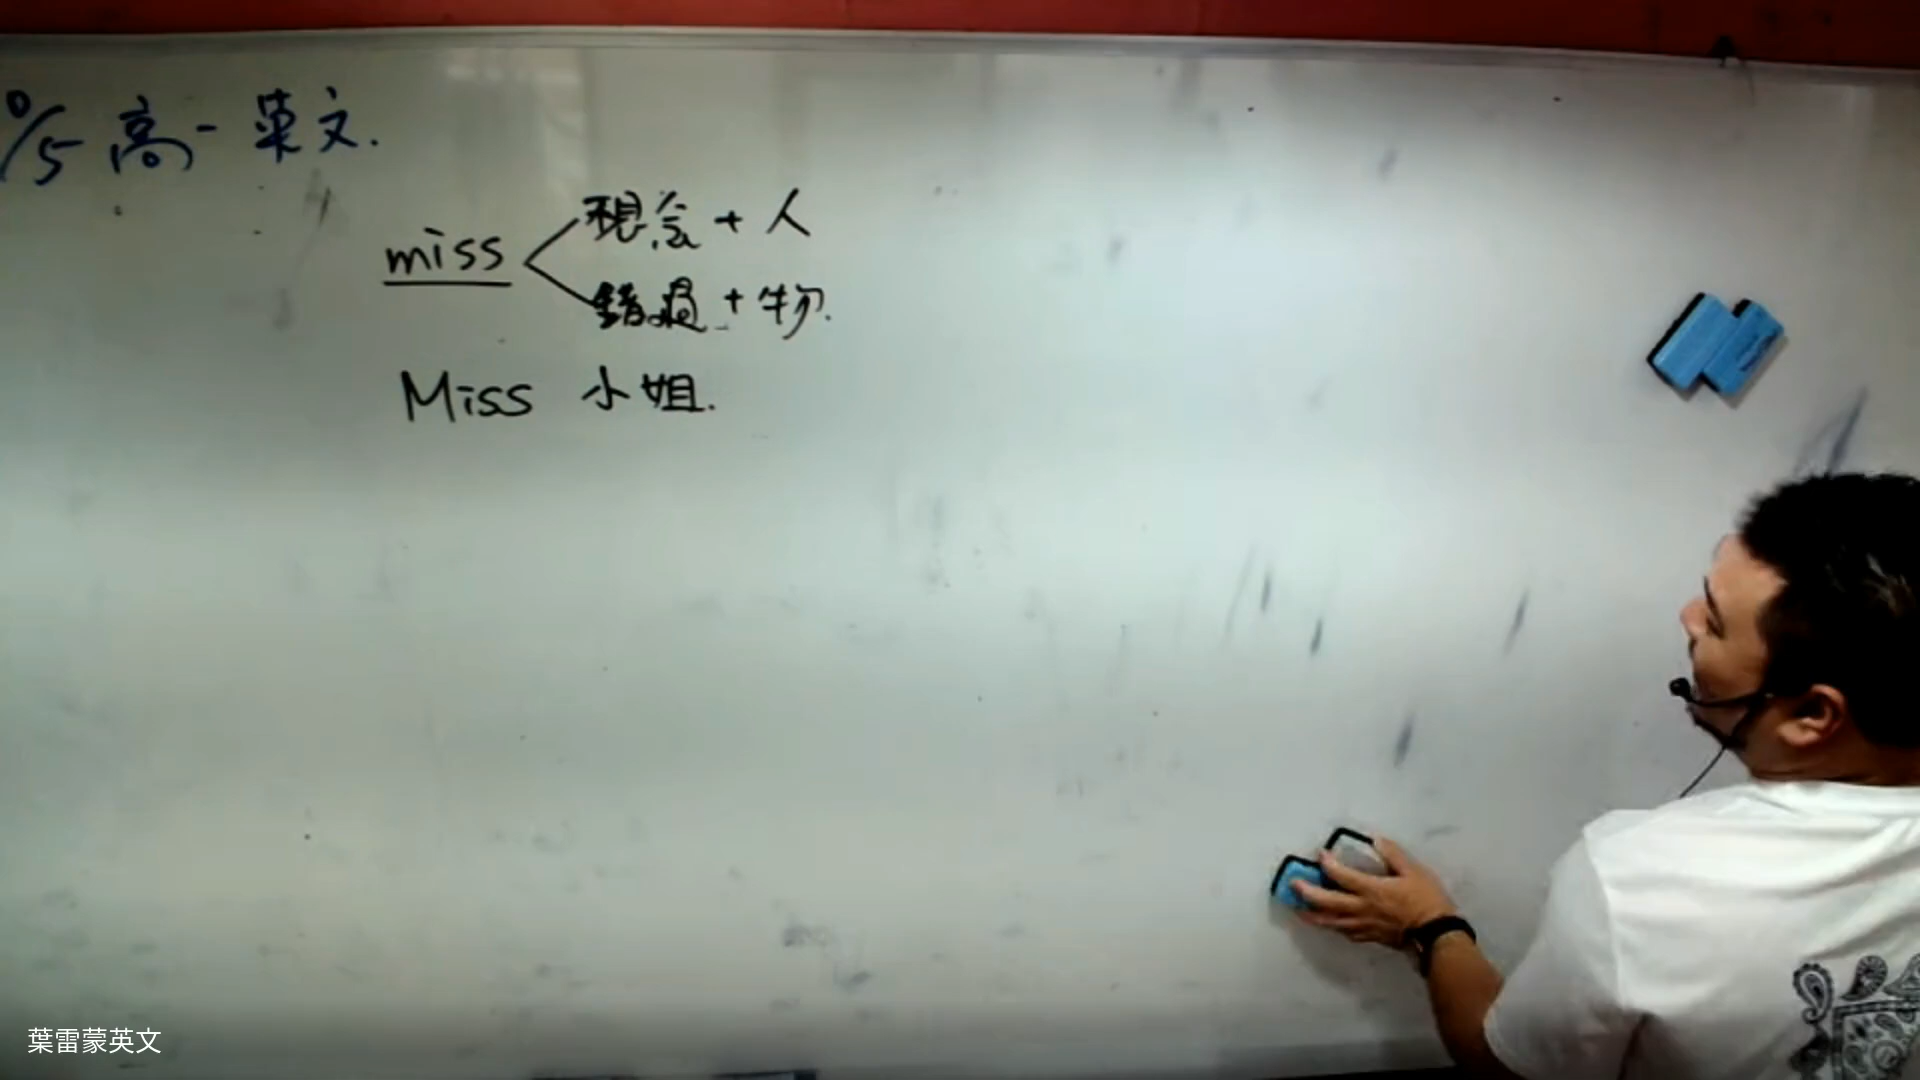 0/5 高一 英文.
miss
想念 + 人
錯過 + 物.
Miss 小姐.
葉雷蒙英文